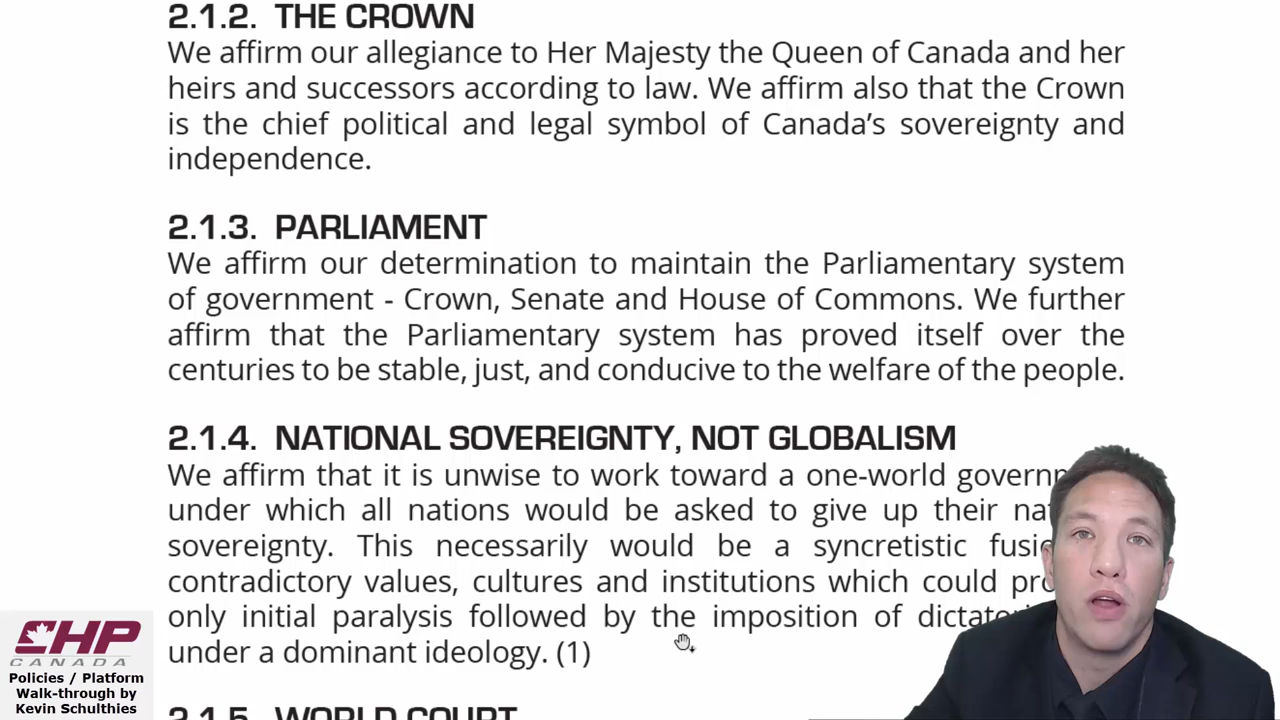 2.1.2. THE CROWN
We affirm our allegiance to Her Majesty the Queen of Canada and her
heirs and successors according to law. We affirm also that the Crown
is the chief political and legal symbol of Canada’s sovereignty and
independence.
2.1.3. PARLIAMENT
We affirm our determination to maintain the Parliamentary system
of government - Crown, Senate and House of Commons. We further
affirm that the Parliamentary system has proved itself over the
centuries to be stable, just, and conducive to the welfare of the people.
2.1.4. NATIONAL SOVEREIGNTY, NOT GLOBALISM
We affirm that it is unwise to work toward a one-world
under which all nations would be asked to give up their
sovereignty. This necessarily would be a syncretistic
contradictory values, cultures and institutions which could
only initial paralysis followed by the imposition of
under a dominant ideology. (1)
2.1.5. WORLD COURT
CHP
CANADA
Policies / Platform
Walk-through by
Kevin Schulthies